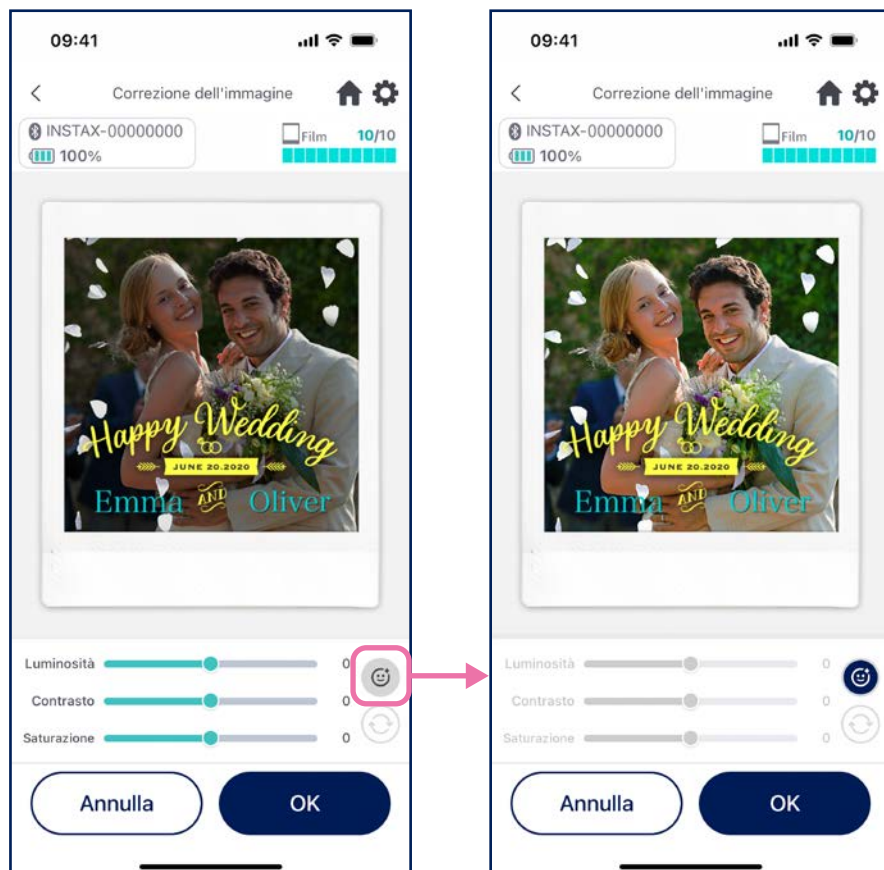 09:41
Correzione dell'immagine
INSTAX-00000000
100%
Film 10/10
Happy Wedding
JUNE 20.2020
Emma AND Oliver
Luminosità 0
Contrasto 0
Saturazione 0
Annulla
OK
09:41
Correzione dell'immagine
INSTAX-00000000
100%
Film 10/10
Happy Wedding
JUNE 20.2020
Emma AND Oliver
Luminosità 0
Contrasto 0
Saturazione 0
Annulla
OK